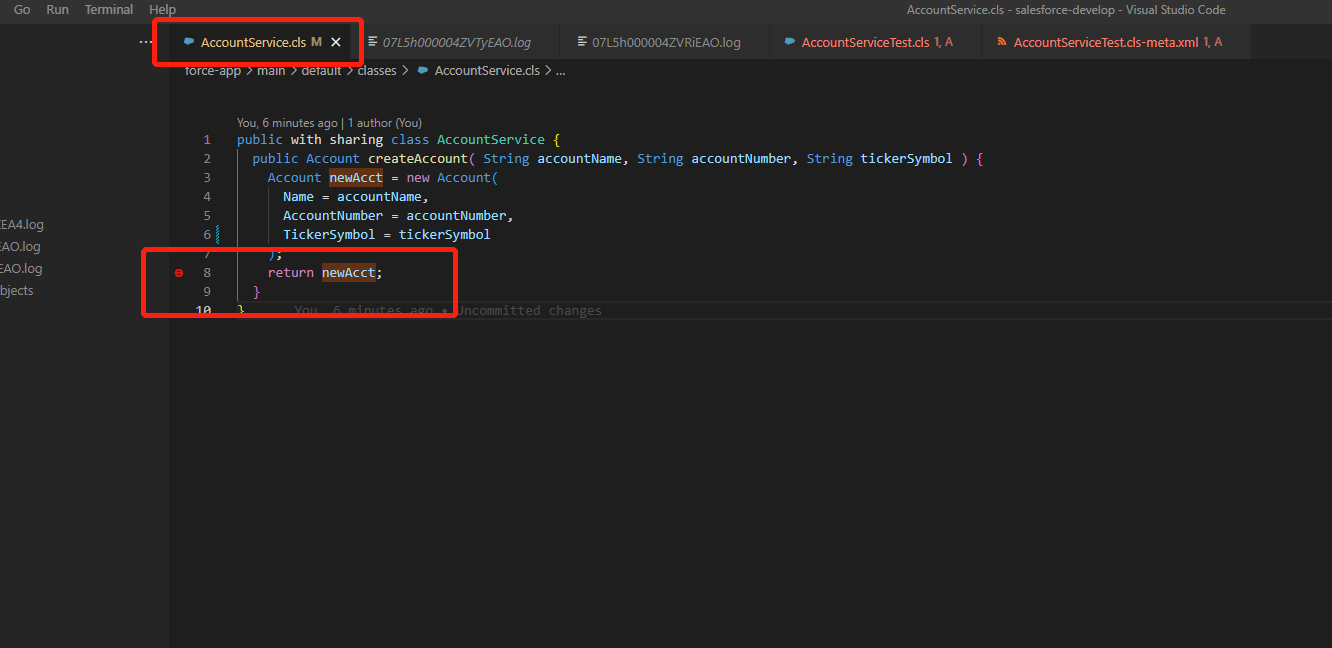 Go Run Terminal Help
AccountService.cls - salesforce-develop - Visual Studio Code
... AccountService.cls M × 07L5h000004ZVTyEAO.log 07L5h000004ZVRiEAO.log AccountServiceTest.cls 1, A AccountServiceTest.cls-meta.xml 1, A
force-app > main > default > classes > AccountService.cls > ...
You, 6 minutes ago | 1 author (You)
1 public with sharing class AccountService {
2 public Account createAccount( String accountName, String accountNumber, String tickerSymbol ) {
3 Account newAcct = new Account(
4 Name = accountName,
5 AccountNumber = accountNumber,
6 TickerSymbol = tickerSymbol
7 );
8 return newAcct;
9 }
10 } You, 6 minutes ago • Uncommitted changes
EA4.log
EAO.log
EAO.log
bjects